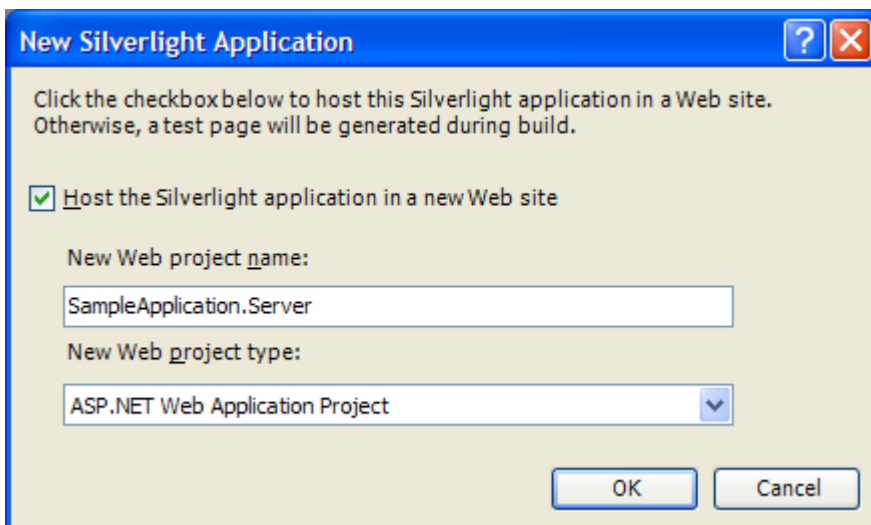 New Silverlight Application
Click the checkbox below to host this Silverlight application in a Web site.
Otherwise, a test page will be generated during build.
Host the Silverlight application in a new Web site
New Web project name:
SampleApplication.Server
New Web project type:
ASP.NET Web Application Project
OK Cancel